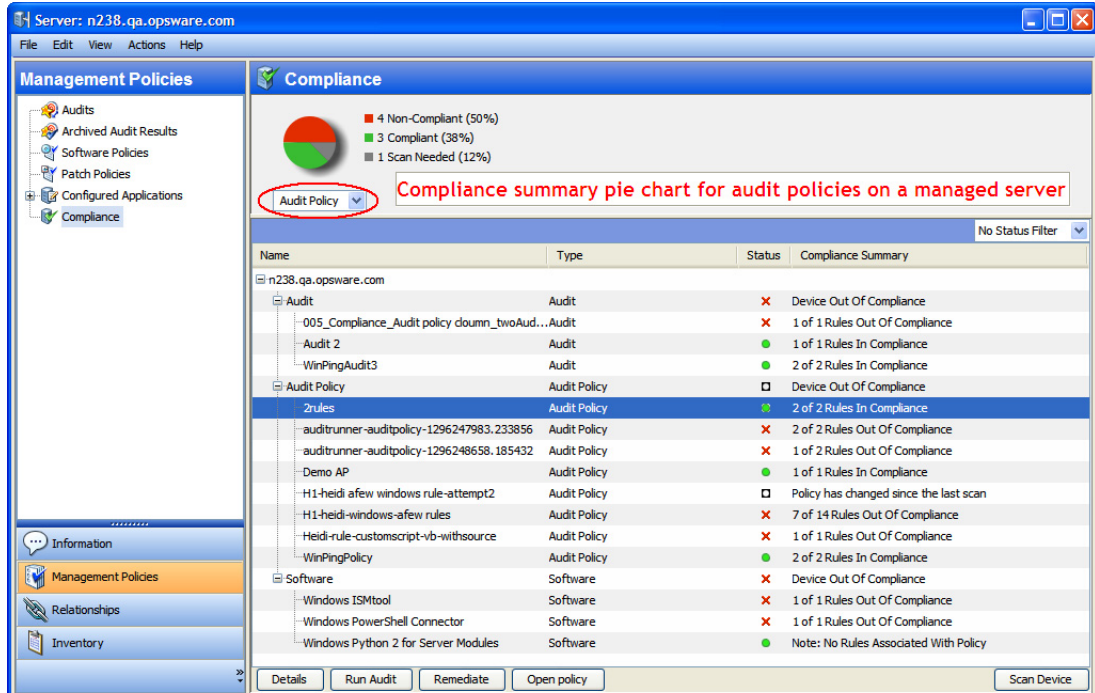 Server: n238.qa.opsware.com
File Edit View Actions Help
Management Policies
Audits
Archived Audit Results
Software Policies
Patch Policies
Configured Applications
Compliance
Information
Management Policies
Relationships
Inventory
Compliance
4 Non-Compliant (50%)
3 Compliant (38%)
1 Scan Needed (12%)
Audit Policy
Compliance summary pie chart for audit policies on a managed server
No Status Filter
Name Type Status Compliance Summary
n238.qa.opsware.com
Audit Audit Device Out Of Compliance
005_Compliance_Audit policy cloumn_twoAud... Audit 1 of 1 Rules Out Of Compliance
Audit 2 Audit 1 of 1 Rules In Compliance
WinPingAudit3 Audit 2 of 2 Rules In Compliance
Audit Policy Audit Policy Device Out Of Compliance
2rules Audit Policy 2 of 2 Rules In Compliance
auditrunner-auditpolicy-1296247983.233856 Audit Policy 2 of 2 Rules Out Of Compliance
auditrunner-auditpolicy-1296248658.185432 Audit Policy 1 of 2 Rules Out Of Compliance
Demo AP Audit Policy 1 of 1 Rules In Compliance
H1-heidi afew windows rule-attempt2 Audit Policy Policy has changed since the last scan
H1-heidi-windows-afew rules Audit Policy 7 of 14 Rules Out Of Compliance
Heidi-rule-customscript-vb-withsource Audit Policy 1 of 1 Rules Out Of Compliance
WinPingPolicy Audit Policy 2 of 2 Rules In Compliance
Software Software Device Out Of Compliance
Windows ISMtool Software 1 of 1 Rules Out Of Compliance
Windows PowerShell Connector Software 1 of 1 Rules Out Of Compliance
Windows Python 2 for Server Modules Software Note: No Rules Associated With Policy
Details Run Audit Remediate Open policy Scan Device